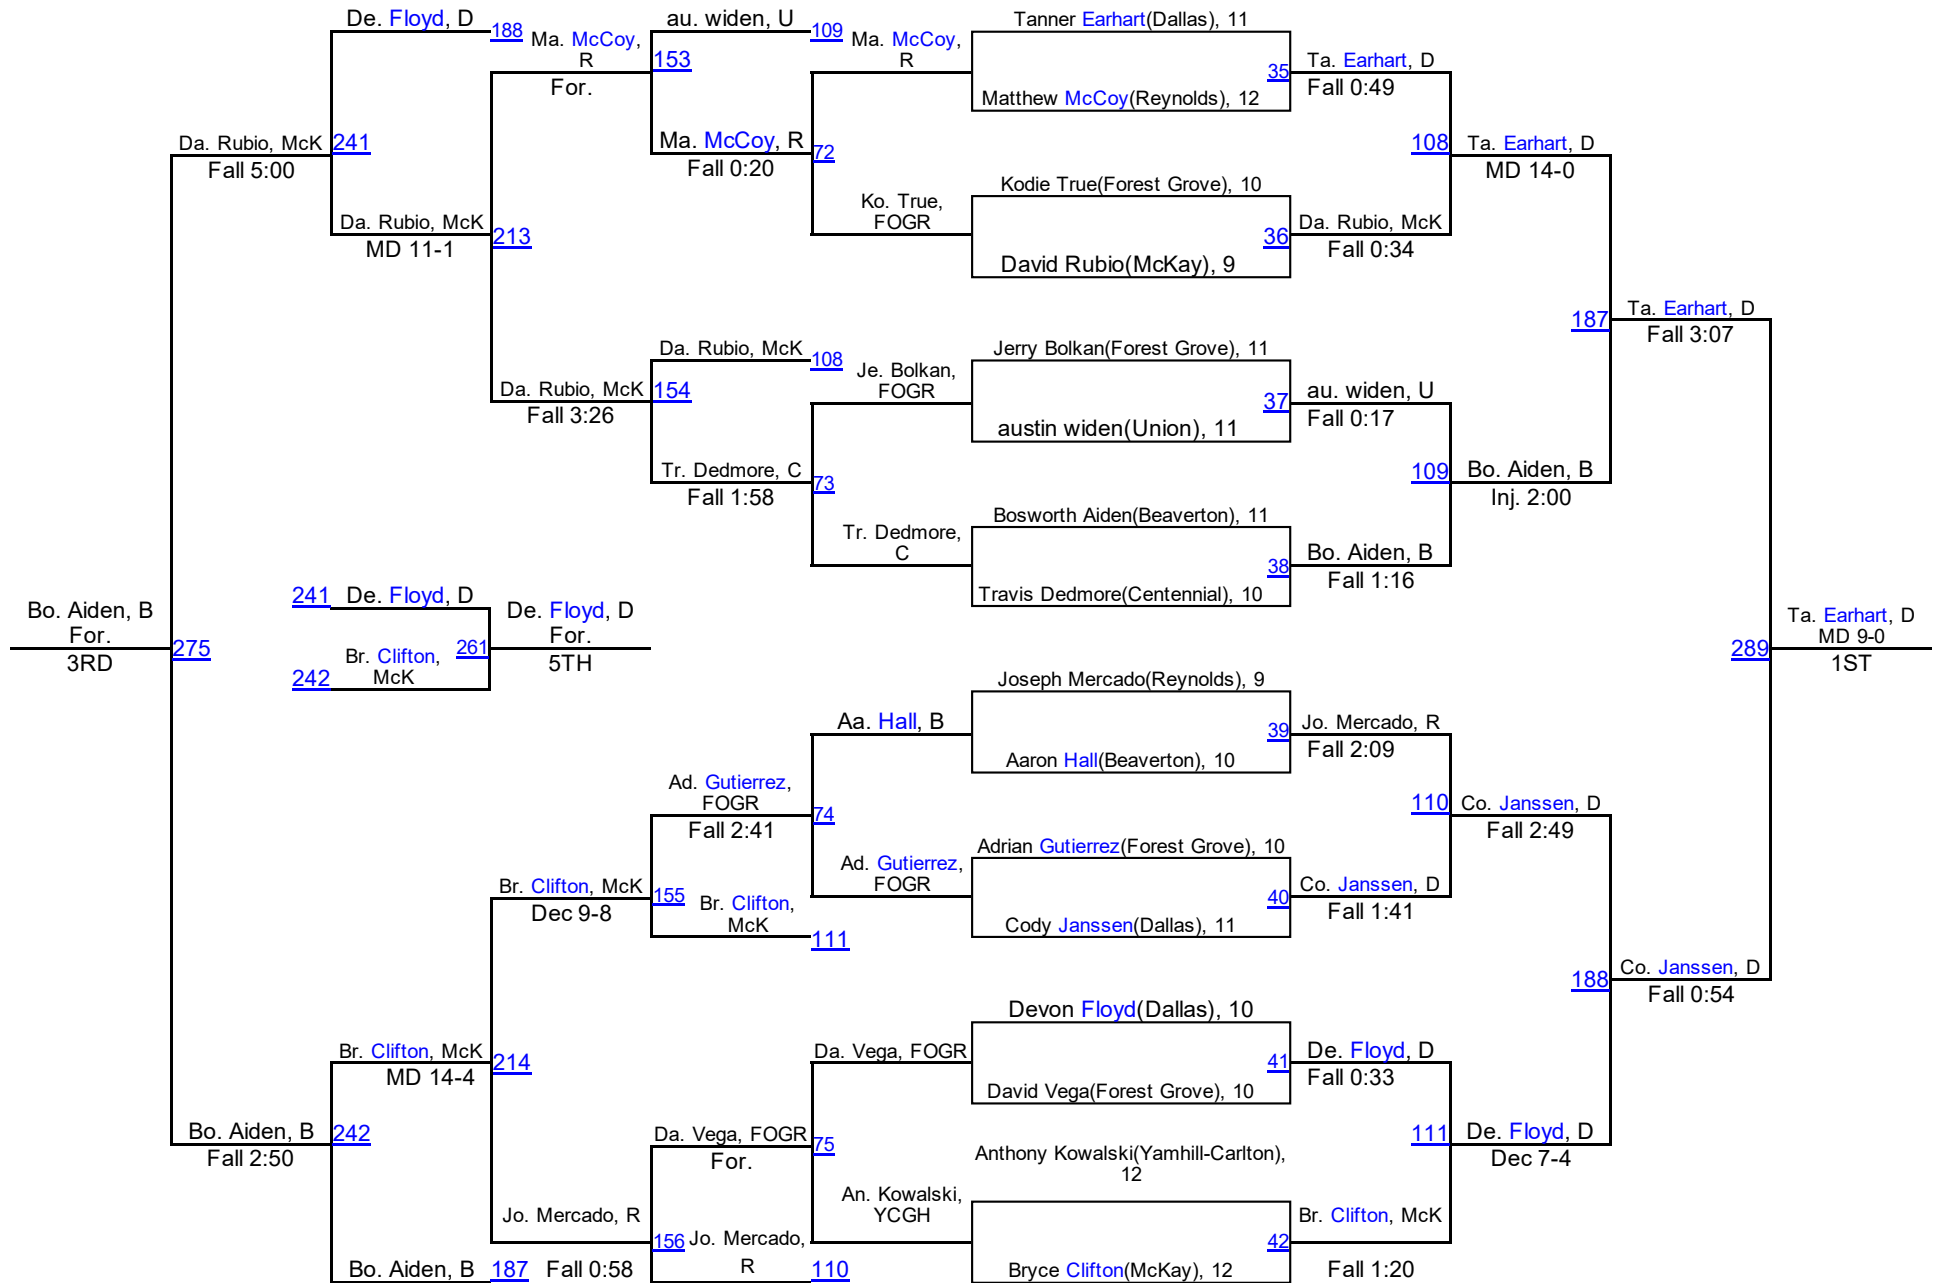 De. Floyd, D
188
au. widen, U
109
Tanner Earhart(Dallas), 11
Ma. McCoy,
R
For.
153
Ma. McCoy,
R
35
Ta. Earhart, D
Fall 0:49
Matthew McCoy(Reynolds), 12
Da. Rubio, McK
Fall 5:00
241
Ma. McCoy, R
Fall 0:20
72
108
Ta. Earhart, D
MD 14-0
Kodie True(Forest Grove), 10
Ko. True,
FOGR
Da. Rubio, McK
MD 11-1
213
36
Da. Rubio, McK
Fall 0:34
David Rubio(McKay), 9
187
Ta. Earhart, D
Fall 3:07
Da. Rubio, McK
108
Jerry Bolkan(Forest Grove), 11
Je. Bolkan,
FOGR
Da. Rubio, McK
Fall 3:26
154
37
au. widen, U
Fall 0:17
austin widen(Union), 11
Tr. Dedmore, C
Fall 1:58
73
109
Bo. Aiden, B
Inj. 2:00
Bosworth Aiden(Beaverton), 11
Tr. Dedmore,
C
38
Bo. Aiden, B
Fall 1:16
Travis Dedmore(Centennial), 10
Bo. Aiden, B
For.
3RD
275
241
De. Floyd, D
242
Br. Clifton,
McK
261
De. Floyd, D
For.
5TH
289
Ta. Earhart, D
MD 9-0
1ST
Joseph Mercado(Reynolds), 9
Aa. Hall, B
39
Jo. Mercado, R
Fall 2:09
Aaron Hall(Beaverton), 10
Ad. Gutierrez,
FOGR
Fall 2:41
74
110
Co. Janssen, D
Fall 2:49
Adrian Gutierrez(Forest Grove), 10
Ad. Gutierrez,
FOGR
Br. Clifton, McK
Dec 9-8
155
Br. Clifton,
McK
111
40
Co. Janssen, D
Fall 1:41
Cody Janssen(Dallas), 11
188
Co. Janssen, D
Fall 0:54
Devon Floyd(Dallas), 10
Br. Clifton, McK
MD 14-4
214
Da. Vega, FOGR
41
De. Floyd, D
Fall 0:33
David Vega(Forest Grove), 10
Bo. Aiden, B
Fall 2:50
242
Da. Vega, FOGR
For.
75
111
De. Floyd, D
Dec 7-4
Anthony Kowalski(Yamhill-Carlton),
12
An. Kowalski,
YCGH
Jo. Mercado, R
Fall 0:58
156
Jo. Mercado,
R
110
42
Br. Clifton, McK
Fall 1:20
Bryce Clifton(McKay), 12
Bo. Aiden, B
187